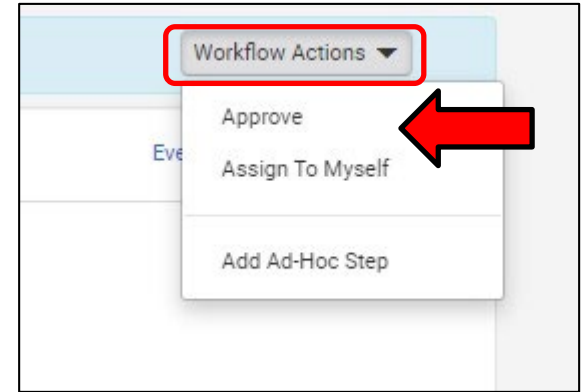 Workflow Actions
Approve
Eve
Assign To Myself
Add Ad-Hoc Step